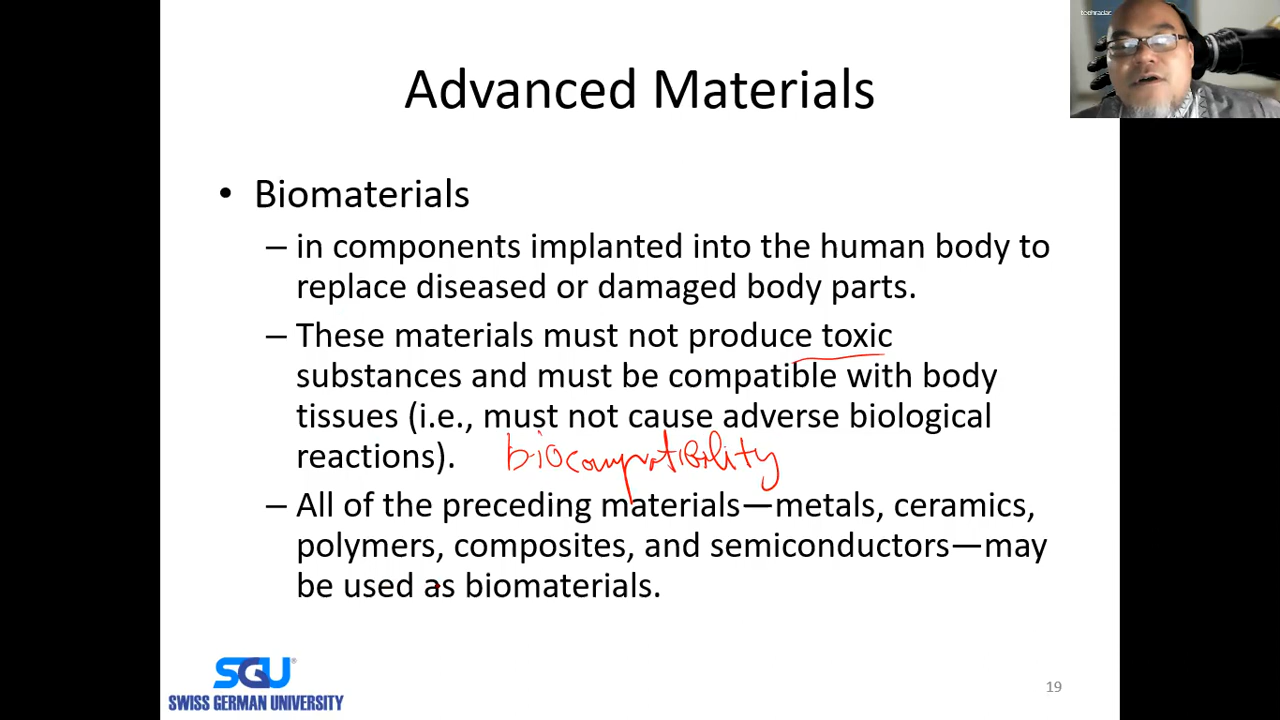 techradar
Advanced Materials
• Biomaterials
– in components implanted into the human body to
replace diseased or damaged body parts.
– These materials must not produce toxic
substances and must be compatible with body
tissues (i.e., must not cause adverse biological
reactions). biocompatibility
– All of the preceding materials—metals, ceramics,
polymers, composites, and semiconductors—may
be used as biomaterials.
SGU®
SWISS GERMAN UNIVERSITY
19